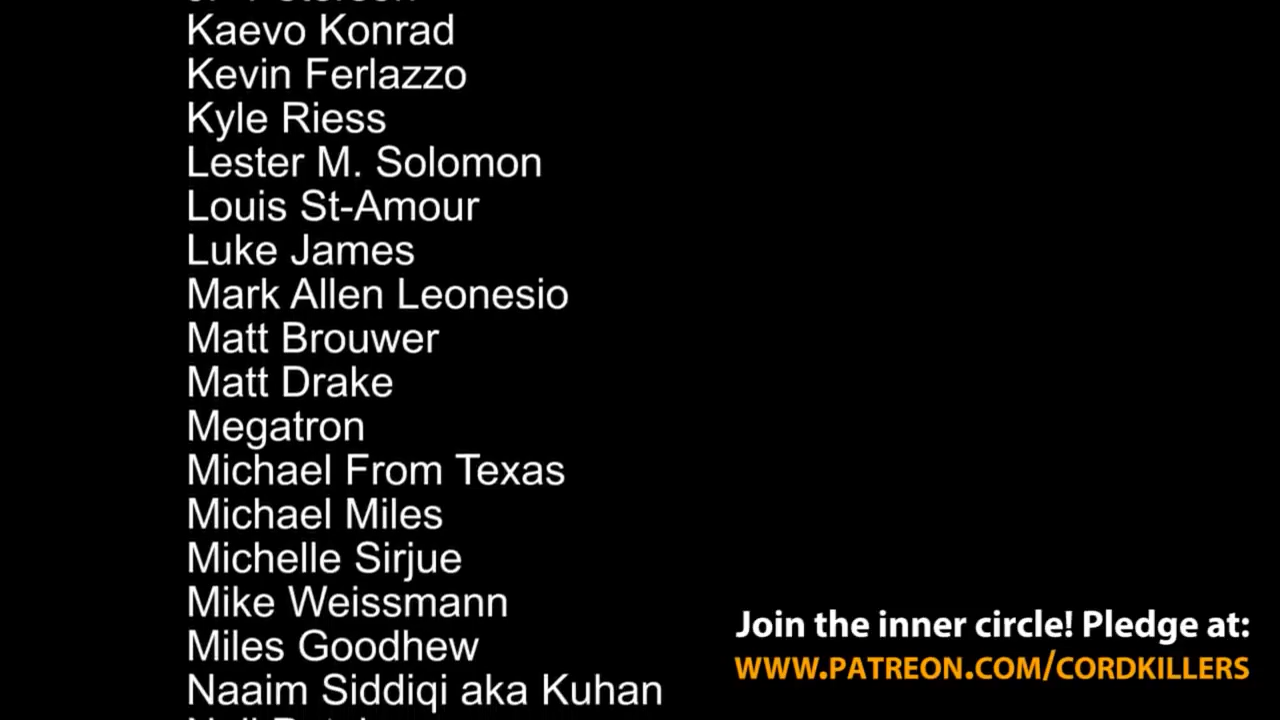 Kaevo Konrad
Kevin Ferlazzo
Kyle Riess
Lester M. Solomon
Louis St-Amour
Luke James
Mark Allen Leonesio
Matt Brouwer
Matt Drake
Megatron
Michael From Texas
Michael Miles
Michelle Sirjue
Mike Weissmann
Miles Goodhew
Naaim Siddiqi aka Kuhan
Join the inner circle! Pledge at:
WWW.PATREON.COM/CORDKILLERS